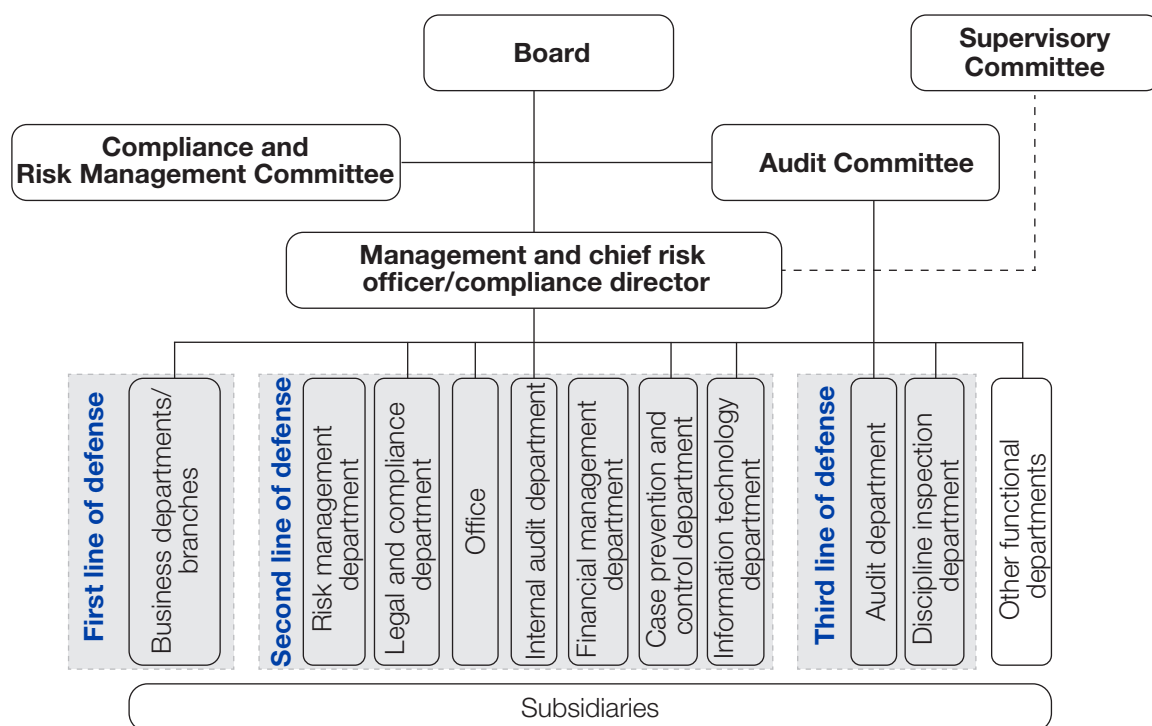 Board
Supervisory
Committee
Compliance and
Risk Management Committee
Audit Committee
Management and chief risk
officer/compliance director
First line of defense
Business departments/
branches
Second line of defense
Risk management
department
Legal and compliance
department
Office
Internal audit department
Financial management
department
Case prevention and
control department
Information technology
department
Third line of defense
Audit department
Discipline inspection
department
Other functional
departments
Subsidiaries